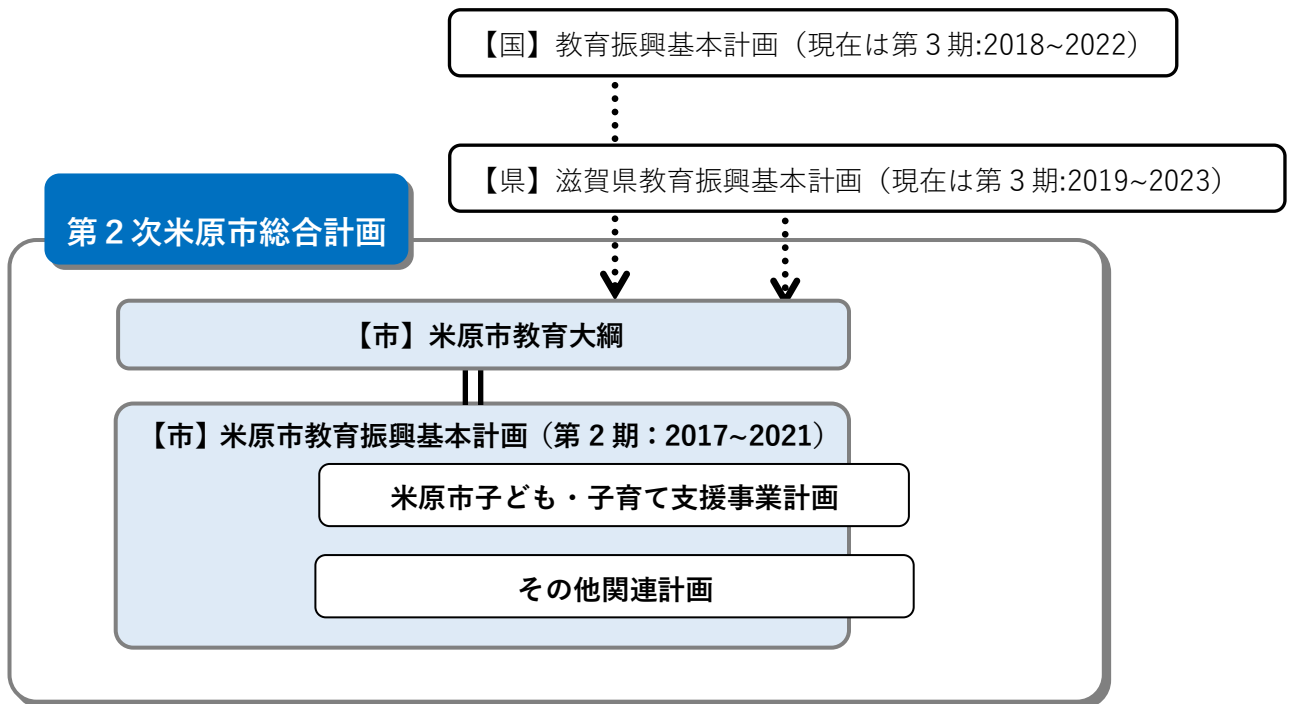 【国】教育振興基本計画（現在は第３期:2018~2022）
【県】滋賀県教育振興基本計画（現在は第３期:2019~2023）
第２次米原市総合計画
【市】米原市教育大綱
【市】米原市教育振興基本計画（第２期：2017~2021）
米原市子ども・子育て支援事業計画
その他関連計画